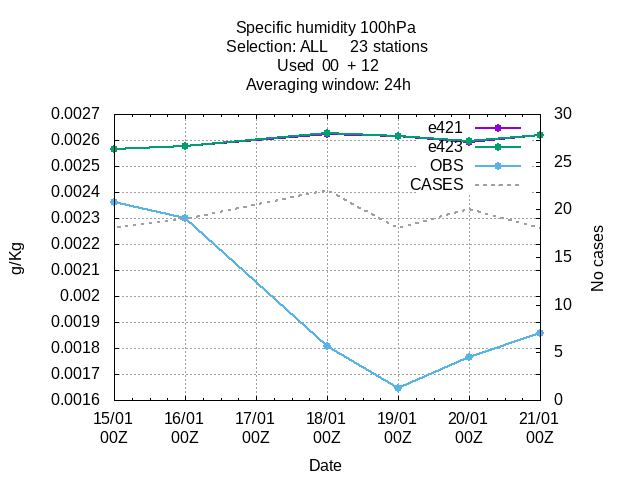 Specific humidity 100hPa
Selection: ALL     23 stations
Used  00  + 12
Averaging window: 24h
0.0027
0.0026
0.0025
0.0024
0.0023
0.0022
0.0021
0.002
0.0019
0.0018
0.0017
0.0016
g/Kg
e421
e423
OBS
CASES
30
25
20
15
10
5
0
No cases
15/01 16/01 17/01 18/01 19/01 20/01 21/01
00Z 00Z 00Z 00Z 00Z 00Z 00Z
Date